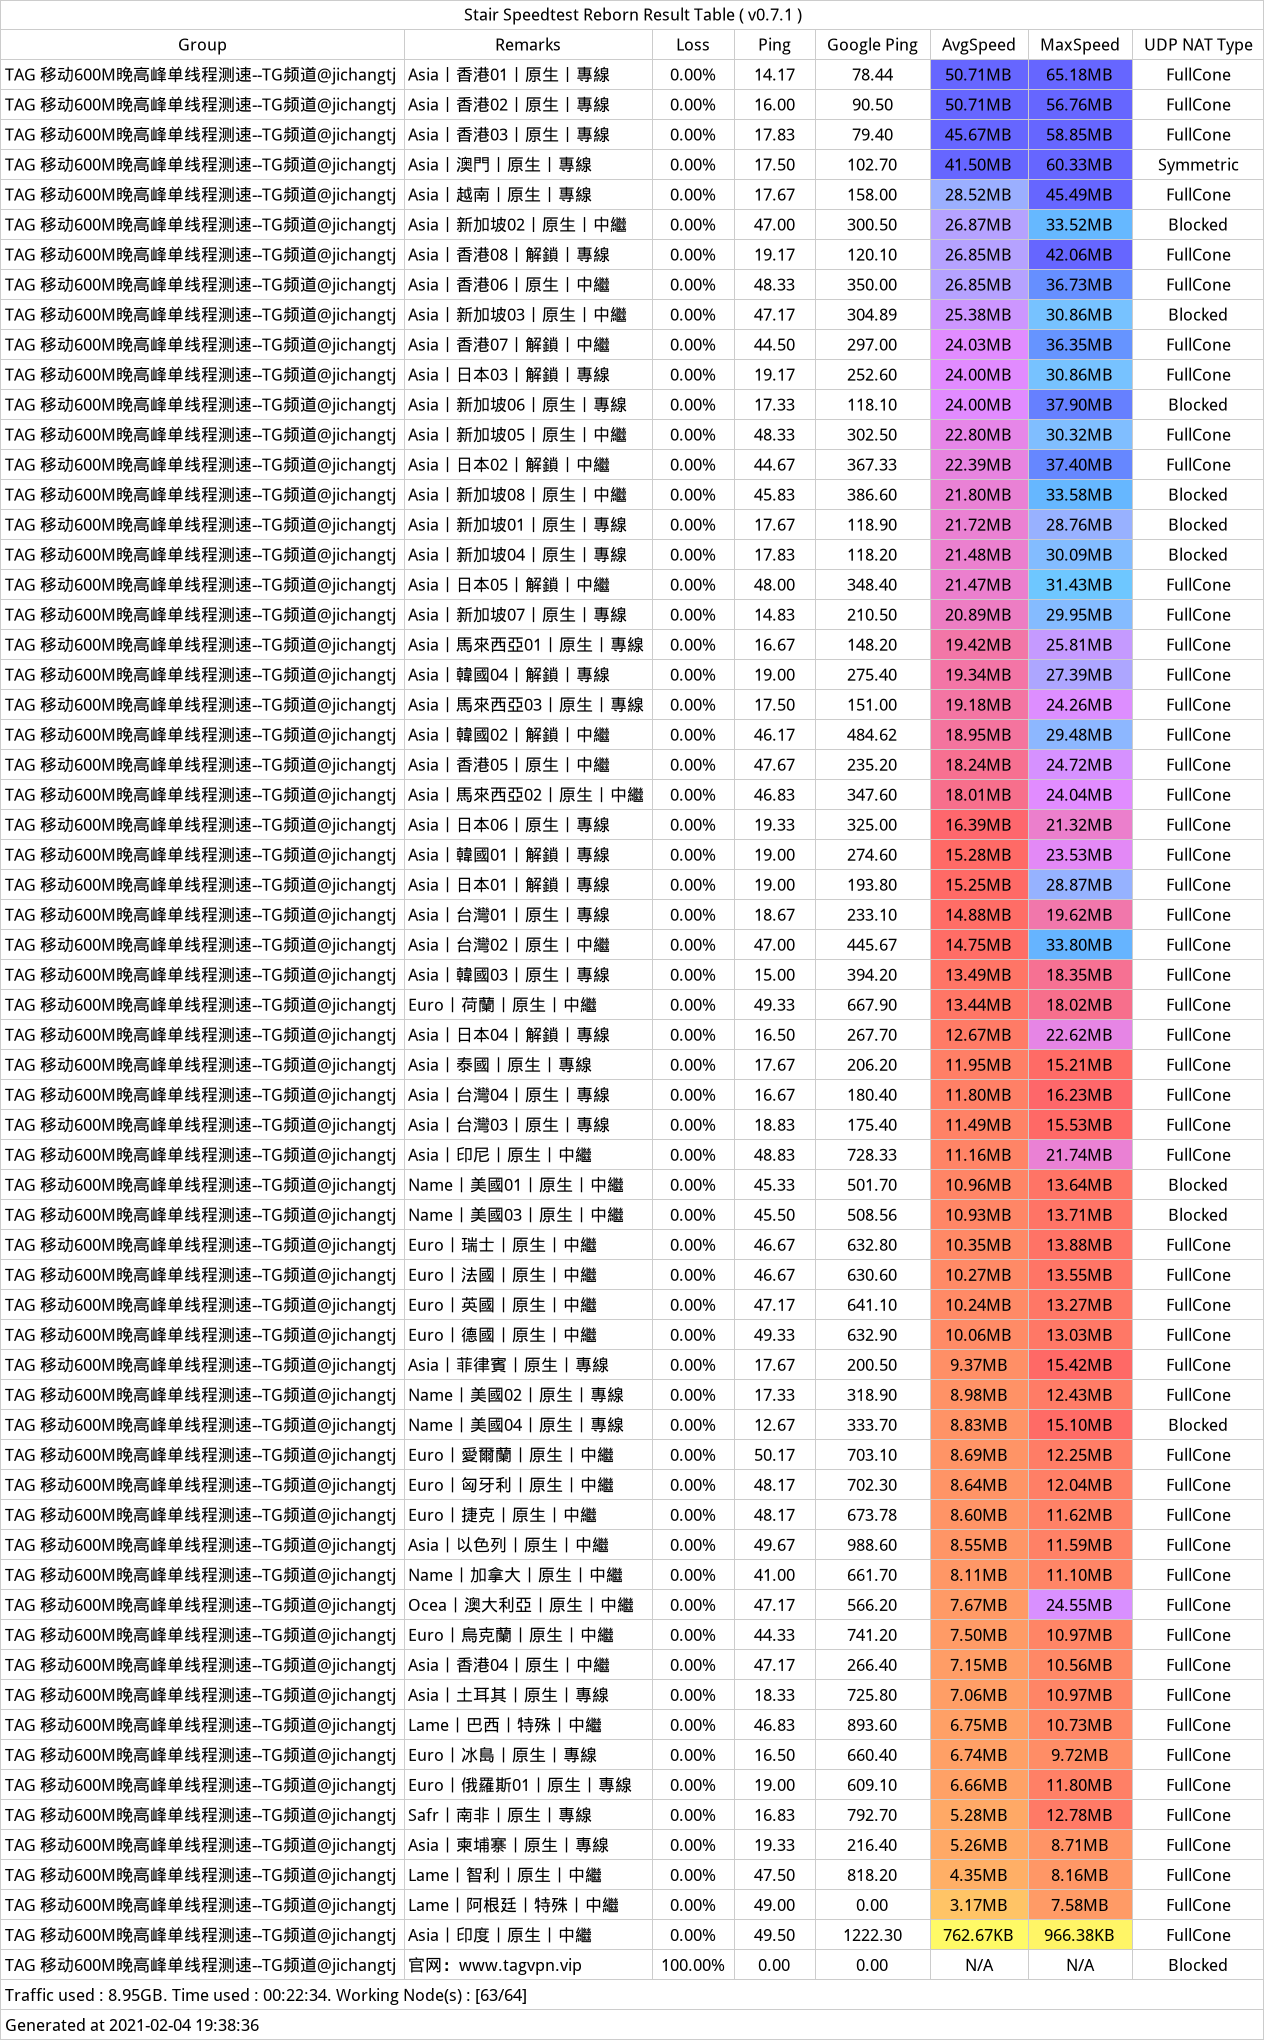 Stair Speedtest Reborn Result Table ( v0.7.1 )
Group Remarks Loss Ping Google Ping AvgSpeed MaxSpeed UDP NAT Type
TAG 移动600M晚高峰单线程测速--TG频道@jichangtj Asia丨香港01丨原生丨專線 0.00% 14.17 78.44 50.71MB 65.18MB FullCone
TAG 移动600M晚高峰单线程测速--TG频道@jichangtj Asia丨香港02丨原生丨專線 0.00% 16.00 90.50 50.71MB 56.76MB FullCone
TAG 移动600M晚高峰单线程测速--TG频道@jichangtj Asia丨香港03丨原生丨專線 0.00% 17.83 79.40 45.67MB 58.85MB FullCone
TAG 移动600M晚高峰单线程测速--TG频道@jichangtj Asia丨澳門丨原生丨專線 0.00% 17.50 102.70 41.50MB 60.33MB Symmetric
TAG 移动600M晚高峰单线程测速--TG频道@jichangtj Asia丨越南丨原生丨專線 0.00% 17.67 158.00 28.52MB 45.49MB FullCone
TAG 移动600M晚高峰单线程测速--TG频道@jichangtj Asia丨新加坡02丨原生丨中繼 0.00% 47.00 300.50 26.87MB 33.52MB Blocked
TAG 移动600M晚高峰单线程测速--TG频道@jichangtj Asia丨香港08丨解鎖丨專線 0.00% 19.17 120.10 26.85MB 42.06MB FullCone
TAG 移动600M晚高峰单线程测速--TG频道@jichangtj Asia丨香港06丨原生丨中繼 0.00% 48.33 350.00 26.85MB 36.73MB FullCone
TAG 移动600M晚高峰单线程测速--TG频道@jichangtj Asia丨新加坡03丨原生丨中繼 0.00% 47.17 304.89 25.38MB 30.86MB Blocked
TAG 移动600M晚高峰单线程测速--TG频道@jichangtj Asia丨香港07丨解鎖丨中繼 0.00% 44.50 297.00 24.03MB 36.35MB FullCone
TAG 移动600M晚高峰单线程测速--TG频道@jichangtj Asia丨日本03丨解鎖丨專線 0.00% 19.17 252.60 24.00MB 30.86MB FullCone
TAG 移动600M晚高峰单线程测速--TG频道@jichangtj Asia丨新加坡06丨原生丨專線 0.00% 17.33 118.10 24.00MB 37.90MB Blocked
TAG 移动600M晚高峰单线程测速--TG频道@jichangtj Asia丨新加坡05丨原生丨中繼 0.00% 48.33 302.50 22.80MB 30.32MB FullCone
TAG 移动600M晚高峰单线程测速--TG频道@jichangtj Asia丨日本02丨解鎖丨中繼 0.00% 44.67 367.33 22.39MB 37.40MB FullCone
TAG 移动600M晚高峰单线程测速--TG频道@jichangtj Asia丨新加坡08丨原生丨中繼 0.00% 45.83 386.60 21.80MB 33.58MB Blocked
TAG 移动600M晚高峰单线程测速--TG频道@jichangtj Asia丨新加坡01丨原生丨專線 0.00% 17.67 118.90 21.72MB 28.76MB Blocked
TAG 移动600M晚高峰单线程测速--TG频道@jichangtj Asia丨新加坡04丨原生丨專線 0.00% 17.83 118.20 21.48MB 30.09MB Blocked
TAG 移动600M晚高峰单线程测速--TG频道@jichangtj Asia丨日本05丨解鎖丨中繼 0.00% 48.00 348.40 21.47MB 31.43MB FullCone
TAG 移动600M晚高峰单线程测速--TG频道@jichangtj Asia丨新加坡07丨原生丨專線 0.00% 14.83 210.50 20.89MB 29.95MB FullCone
TAG 移动600M晚高峰单线程测速--TG频道@jichangtj Asia丨馬來西亞01丨原生丨專線 0.00% 16.67 148.20 19.42MB 25.81MB FullCone
TAG 移动600M晚高峰单线程测速--TG频道@jichangtj Asia丨韓國04丨解鎖丨專線 0.00% 19.00 275.40 19.34MB 27.39MB FullCone
TAG 移动600M晚高峰单线程测速--TG频道@jichangtj Asia丨馬來西亞03丨原生丨專線 0.00% 17.50 151.00 19.18MB 24.26MB FullCone
TAG 移动600M晚高峰单线程测速--TG频道@jichangtj Asia丨韓國02丨解鎖丨中繼 0.00% 46.17 484.62 18.95MB 29.48MB FullCone
TAG 移动600M晚高峰单线程测速--TG频道@jichangtj Asia丨香港05丨原生丨中繼 0.00% 47.67 235.20 18.24MB 24.72MB FullCone
TAG 移动600M晚高峰单线程测速--TG频道@jichangtj Asia丨馬來西亞02丨原生丨中繼 0.00% 46.83 347.60 18.01MB 24.04MB FullCone
TAG 移动600M晚高峰单线程测速--TG频道@jichangtj Asia丨日本06丨原生丨專線 0.00% 19.33 325.00 16.39MB 21.32MB FullCone
TAG 移动600M晚高峰单线程测速--TG频道@jichangtj Asia丨韓國01丨解鎖丨專線 0.00% 19.00 274.60 15.28MB 23.53MB FullCone
TAG 移动600M晚高峰单线程测速--TG频道@jichangtj Asia丨日本01丨解鎖丨專線 0.00% 19.00 193.80 15.25MB 28.87MB FullCone
TAG 移动600M晚高峰单线程测速--TG频道@jichangtj Asia丨台灣01丨原生丨專線 0.00% 18.67 233.10 14.88MB 19.62MB FullCone
TAG 移动600M晚高峰单线程测速--TG频道@jichangtj Asia丨台灣02丨原生丨中繼 0.00% 47.00 445.67 14.75MB 33.80MB FullCone
TAG 移动600M晚高峰单线程测速--TG频道@jichangtj Asia丨韓國03丨原生丨專線 0.00% 15.00 394.20 13.49MB 18.35MB FullCone
TAG 移动600M晚高峰单线程测速--TG频道@jichangtj Euro丨荷蘭丨原生丨中繼 0.00% 49.33 667.90 13.44MB 18.02MB FullCone
TAG 移动600M晚高峰单线程测速--TG频道@jichangtj Asia丨日本04丨解鎖丨專線 0.00% 16.50 267.70 12.67MB 22.62MB FullCone
TAG 移动600M晚高峰单线程测速--TG频道@jichangtj Asia丨泰國丨原生丨專線 0.00% 17.67 206.20 11.95MB 15.21MB FullCone
TAG 移动600M晚高峰单线程测速--TG频道@jichangtj Asia丨台灣04丨原生丨專線 0.00% 16.67 180.40 11.80MB 16.23MB FullCone
TAG 移动600M晚高峰单线程测速--TG频道@jichangtj Asia丨台灣03丨原生丨專線 0.00% 18.83 175.40 11.49MB 15.53MB FullCone
TAG 移动600M晚高峰单线程测速--TG频道@jichangtj Asia丨印尼丨原生丨中繼 0.00% 48.83 728.33 11.16MB 21.74MB FullCone
TAG 移动600M晚高峰单线程测速--TG频道@jichangtj Name丨美國01丨原生丨中繼 0.00% 45.33 501.70 10.96MB 13.64MB Blocked
TAG 移动600M晚高峰单线程测速--TG频道@jichangtj Name丨美國03丨原生丨中繼 0.00% 45.50 508.56 10.93MB 13.71MB Blocked
TAG 移动600M晚高峰单线程测速--TG频道@jichangtj Euro丨瑞士丨原生丨中繼 0.00% 46.67 632.80 10.35MB 13.88MB FullCone
TAG 移动600M晚高峰单线程测速--TG频道@jichangtj Euro丨法國丨原生丨中繼 0.00% 46.67 630.60 10.27MB 13.55MB FullCone
TAG 移动600M晚高峰单线程测速--TG频道@jichangtj Euro丨英國丨原生丨中繼 0.00% 47.17 641.10 10.24MB 13.27MB FullCone
TAG 移动600M晚高峰单线程测速--TG频道@jichangtj Euro丨德國丨原生丨中繼 0.00% 49.33 632.90 10.06MB 13.03MB FullCone
TAG 移动600M晚高峰单线程测速--TG频道@jichangtj Asia丨菲律賓丨原生丨專線 0.00% 17.67 200.50 9.37MB 15.42MB FullCone
TAG 移动600M晚高峰单线程测速--TG频道@jichangtj Name丨美國02丨原生丨專線 0.00% 17.33 318.90 8.98MB 12.43MB FullCone
TAG 移动600M晚高峰单线程测速--TG频道@jichangtj Name丨美國04丨原生丨專線 0.00% 12.67 333.70 8.83MB 15.10MB Blocked
TAG 移动600M晚高峰单线程测速--TG频道@jichangtj Euro丨愛爾蘭丨原生丨中繼 0.00% 50.17 703.10 8.69MB 12.25MB FullCone
TAG 移动600M晚高峰单线程测速--TG频道@jichangtj Euro丨匈牙利丨原生丨中繼 0.00% 48.17 702.30 8.64MB 12.04MB FullCone
TAG 移动600M晚高峰单线程测速--TG频道@jichangtj Euro丨捷克丨原生丨中繼 0.00% 48.17 673.78 8.60MB 11.62MB FullCone
TAG 移动600M晚高峰单线程测速--TG频道@jichangtj Asia丨以色列丨原生丨中繼 0.00% 49.67 988.60 8.55MB 11.59MB FullCone
TAG 移动600M晚高峰单线程测速--TG频道@jichangtj Name丨加拿大丨原生丨中繼 0.00% 41.00 661.70 8.11MB 11.10MB FullCone
TAG 移动600M晚高峰单线程测速--TG频道@jichangtj Ocea丨澳大利亞丨原生丨中繼 0.00% 47.17 566.20 7.67MB 24.55MB FullCone
TAG 移动600M晚高峰单线程测速--TG频道@jichangtj Euro丨烏克蘭丨原生丨中繼 0.00% 44.33 741.20 7.50MB 10.97MB FullCone
TAG 移动600M晚高峰单线程测速--TG频道@jichangtj Asia丨香港04丨原生丨中繼 0.00% 47.17 266.40 7.15MB 10.56MB FullCone
TAG 移动600M晚高峰单线程测速--TG频道@jichangtj Asia丨土耳其丨原生丨專線 0.00% 18.33 725.80 7.06MB 10.97MB FullCone
TAG 移动600M晚高峰单线程测速--TG频道@jichangtj Lame丨巴西丨特殊丨中繼 0.00% 46.83 893.60 6.75MB 10.73MB FullCone
TAG 移动600M晚高峰单线程测速--TG频道@jichangtj Euro丨冰島丨原生丨專線 0.00% 16.50 660.40 6.74MB 9.72MB FullCone
TAG 移动600M晚高峰单线程测速--TG频道@jichangtj Euro丨俄羅斯01丨原生丨專線 0.00% 19.00 609.10 6.66MB 11.80MB FullCone
TAG 移动600M晚高峰单线程测速--TG频道@jichangtj Safr丨南非丨原生丨專線 0.00% 16.83 792.70 5.28MB 12.78MB FullCone
TAG 移动600M晚高峰单线程测速--TG频道@jichangtj Asia丨柬埔寨丨原生丨專線 0.00% 19.33 216.40 5.26MB 8.71MB FullCone
TAG 移动600M晚高峰单线程测速--TG频道@jichangtj Lame丨智利丨原生丨中繼 0.00% 47.50 818.20 4.35MB 8.16MB FullCone
TAG 移动600M晚高峰单线程测速--TG频道@jichangtj Lame丨阿根廷丨特殊丨中繼 0.00% 49.00 0.00 3.17MB 7.58MB FullCone
TAG 移动600M晚高峰单线程测速--TG频道@jichangtj Asia丨印度丨原生丨中繼 0.00% 49.50 1222.30 762.67KB 966.38KB FullCone
TAG 移动600M晚高峰单线程测速--TG频道@jichangtj 官网：www.tagvpn.vip 100.00% 0.00 0.00 N/A N/A Blocked
Traffic used : 8.95GB. Time used : 00:22:34. Working Node(s) : [63/64]
Generated at 2021-02-04 19:38:36